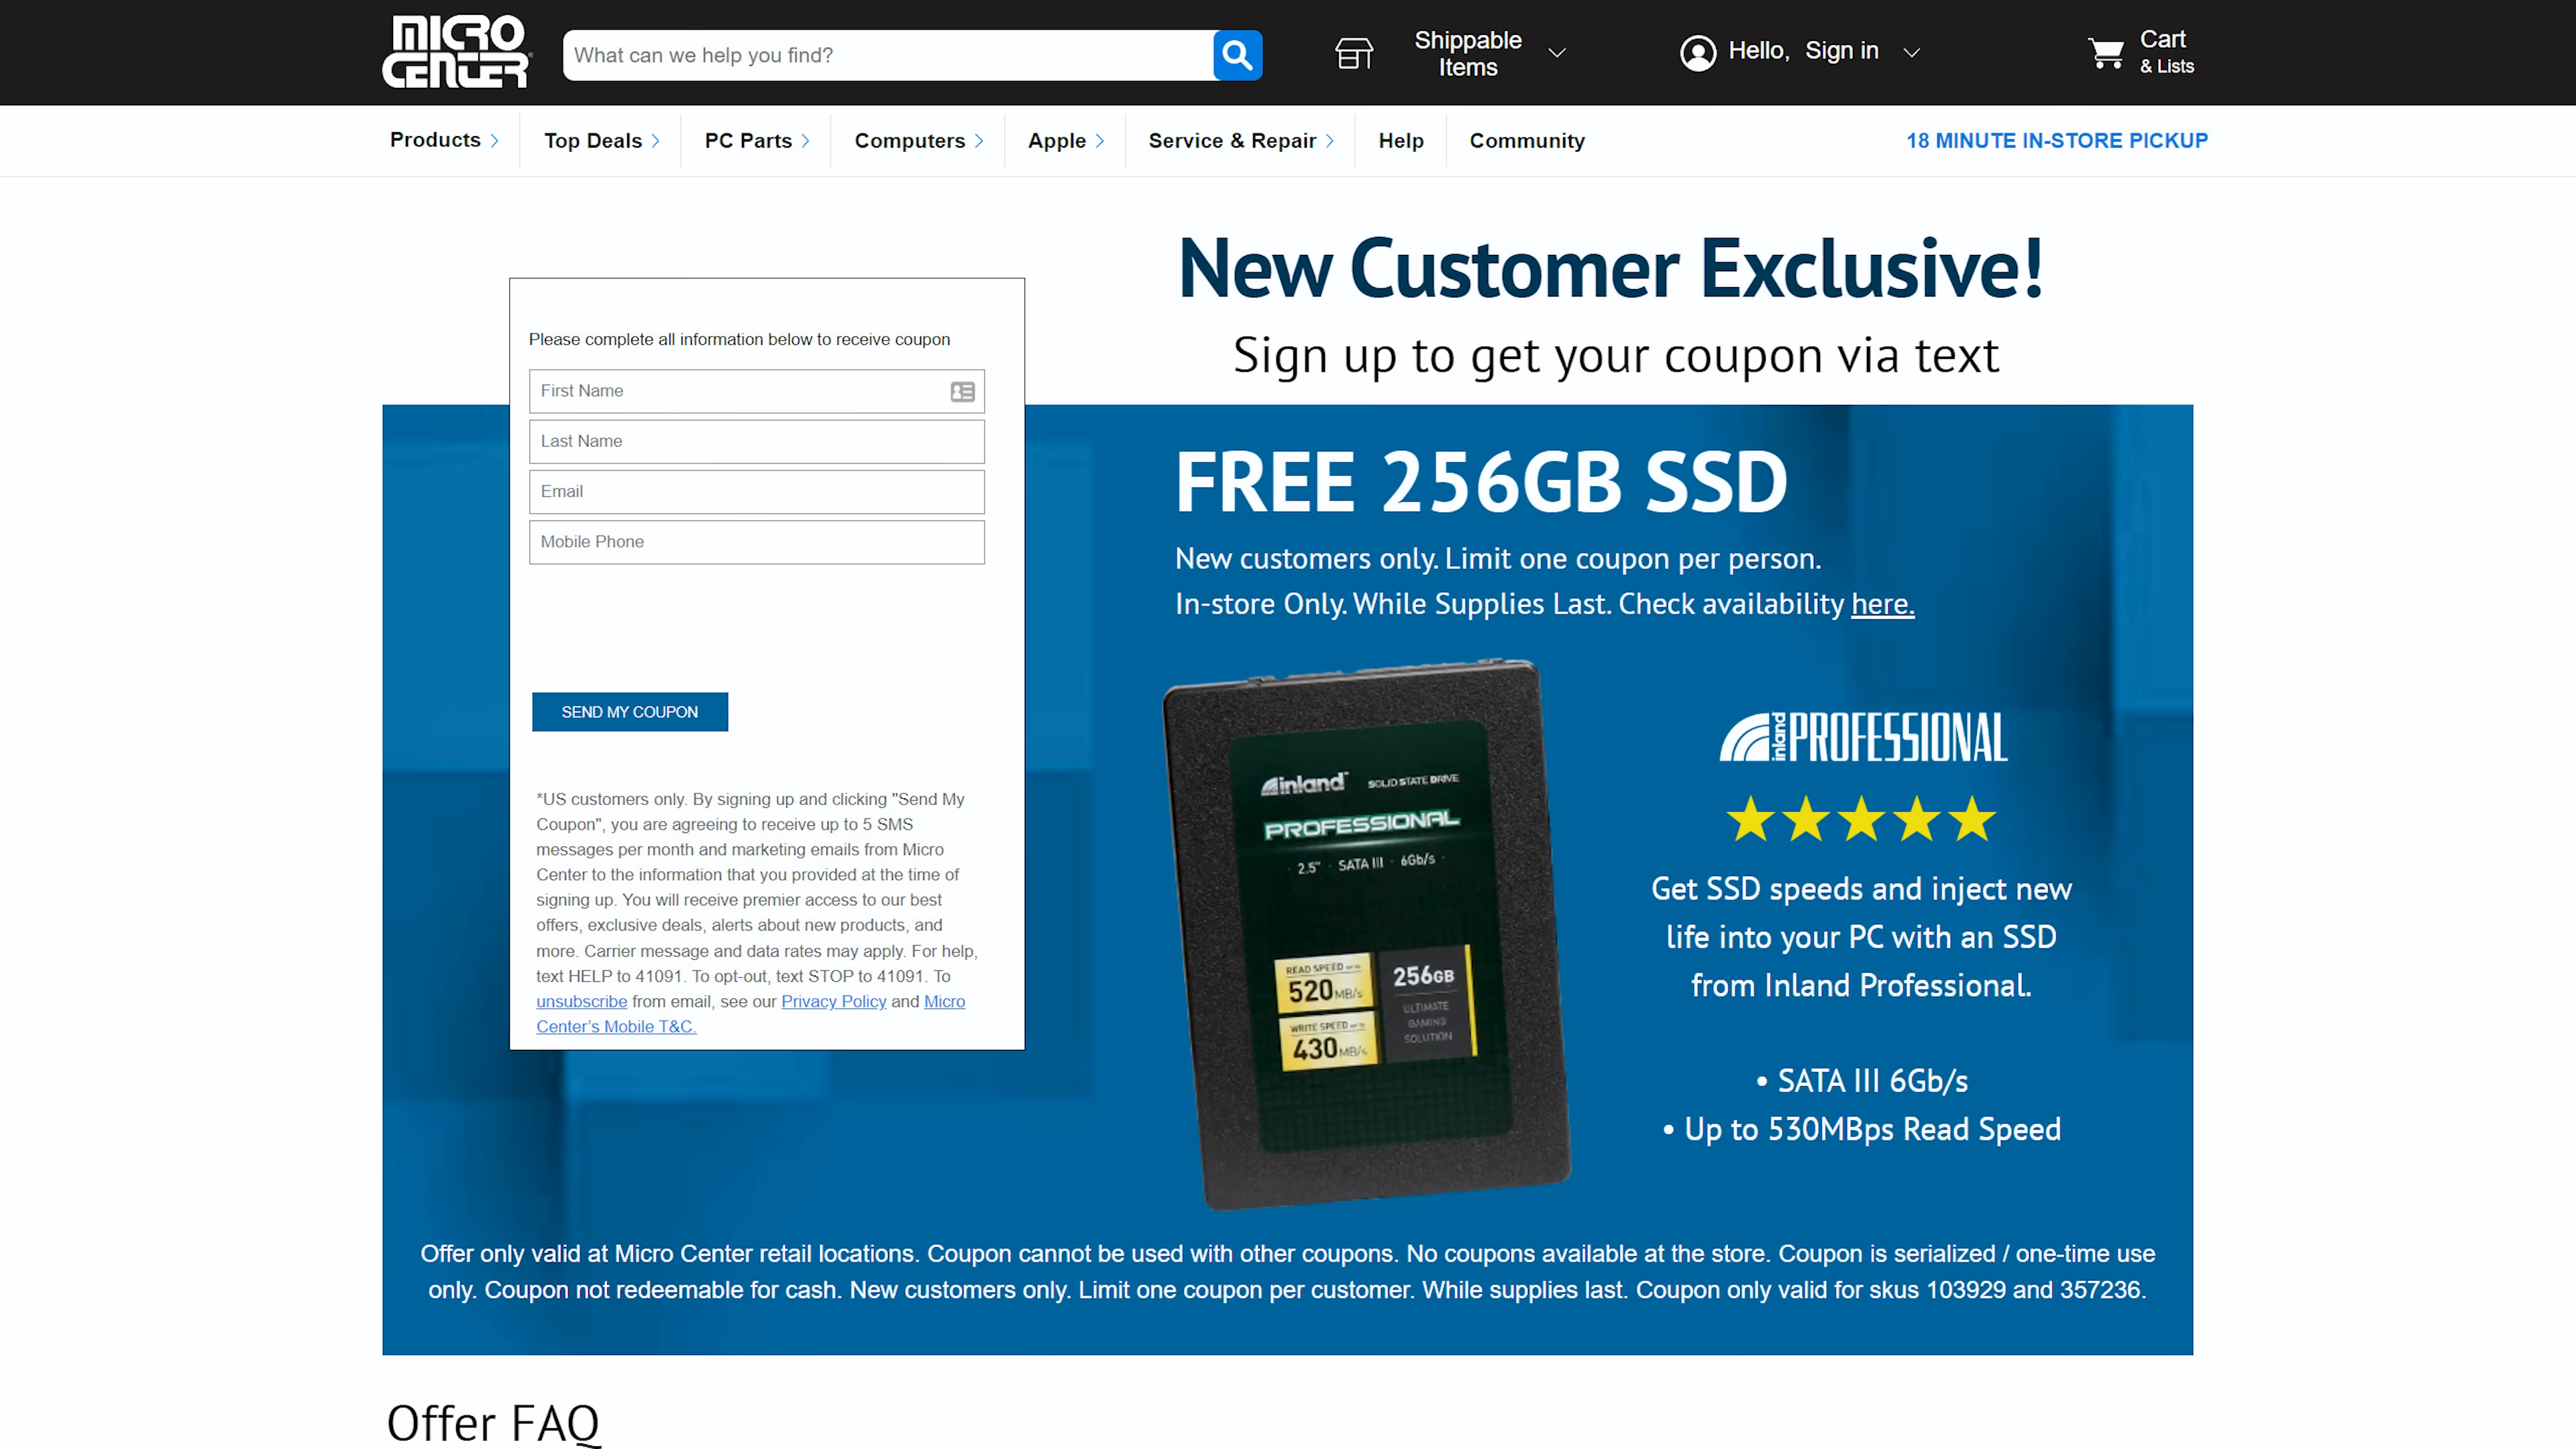 MICRO CENTER
What can we help you find?
Shippable
Items
Hello, Sign in
Cart
& Lists
Products
Top Deals
PC Parts
Computers
Apple
Service & Repair
Help
Community
18 MINUTE IN-STORE PICKUP
New Customer Exclusive!
Sign up to get your coupon via text
Please complete all information below to receive coupon
First Name
Last Name
Email
Mobile Phone
SEND MY COUPON
*US customers only. By signing up and clicking "Send My
Coupon", you are agreeing to receive up to 5 SMS
messages per month and marketing emails from Micro
Center to the information that you provided at the time of
signing up. You will receive premier access to our best
offers, exclusive deals, alerts about new products, and
more. Carrier message and data rates may apply. For help,
text HELP to 41091. To opt-out, text STOP to 41091. To
unsubscribe from email, see our Privacy Policy and Micro
Center's Mobile T&C.
FREE 256GB SSD
New customers only. Limit one coupon per person.
In-store Only. While Supplies Last. Check availability here.
inland™ SOLID STATE DRIVE
PROFESSIONAL
2.5" · SATA III · 6Gb/s
READ SPEED UP TO
520MB/s
WRITE SPEED UP TO
430MB/s
256GB
ULTIMATE
GAMING
SOLUTION
inland PROFESSIONAL
Get SSD speeds and inject new
life into your PC with an SSD
from Inland Professional.
• SATA III 6Gb/s
• Up to 530MBps Read Speed
Offer only valid at Micro Center retail locations. Coupon cannot be used with other coupons. No coupons available at the store. Coupon is serialized / one-time use
only. Coupon not redeemable for cash. New customers only. Limit one coupon per customer. While supplies last. Coupon only valid for skus 103929 and 357236.
Offer FAQ